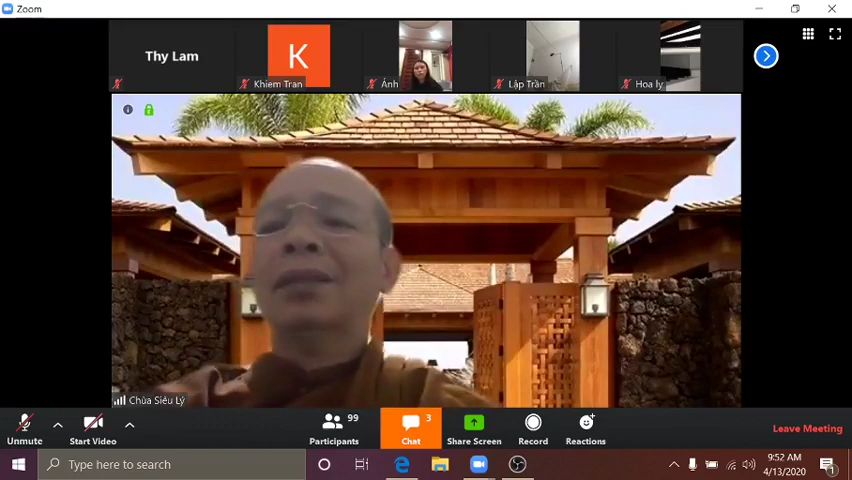 Zoom
Thy Lam
K
Khiem Tran
Ánh
Lập Trần
Hoa ly
Chùa Siêu Lý
99
3
Unmute
Start Video
Participants
Chat
Share Screen
Record
Reactions
Leave Meeting
Type here to search
9:52 AM
4/13/2020
1